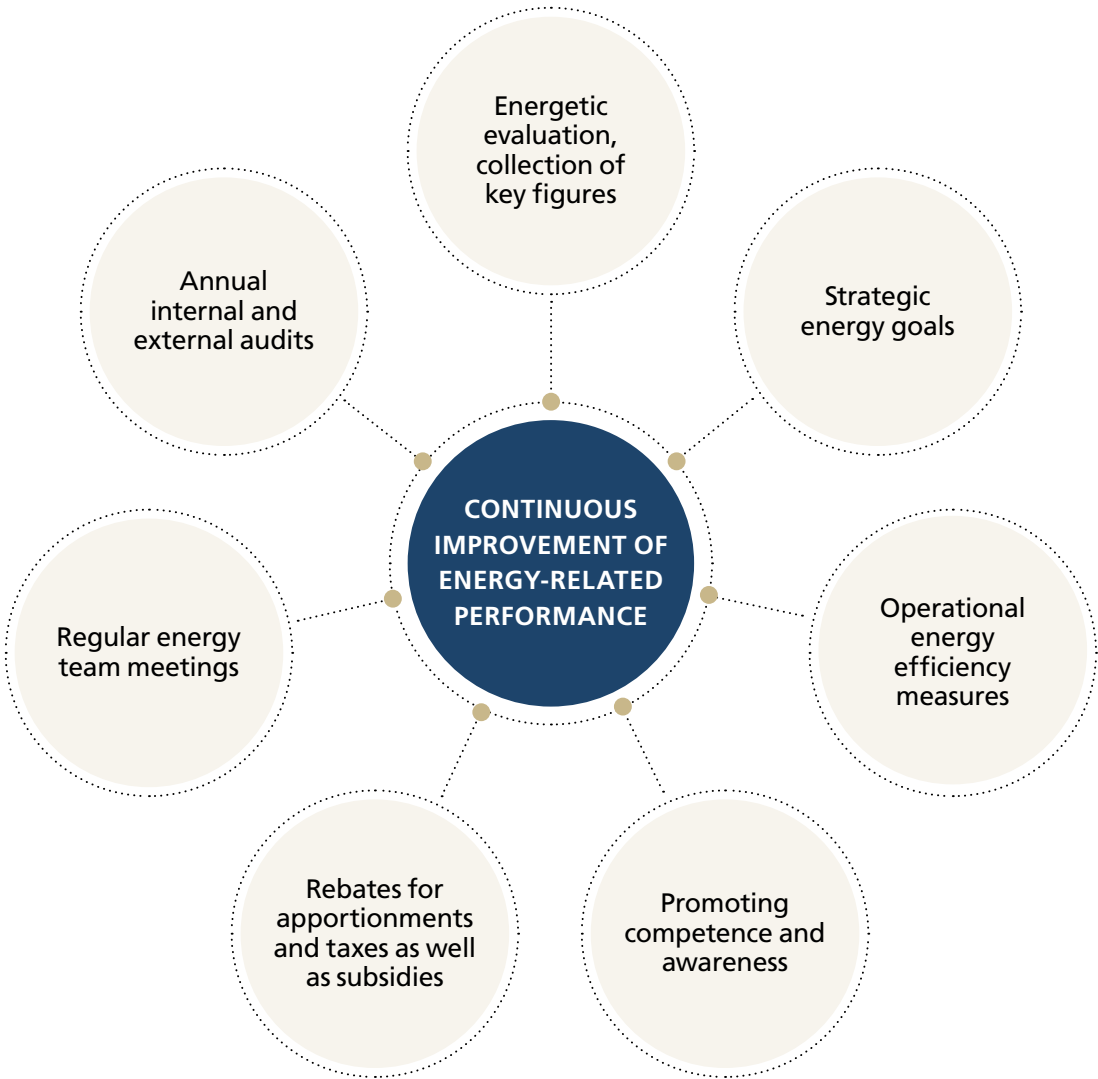 Energetic
evaluation,
collection of
key figures
Strategic
energy goals
Operational
energy
efficiency
measures
Promoting
competence and
awareness
Rebates for
apportionments
and taxes as well
as subsidies
Regular energy
team meetings
Annual
internal and
external audits
CONTINUOUS
IMPROVEMENT OF
ENERGY-RELATED
PERFORMANCE